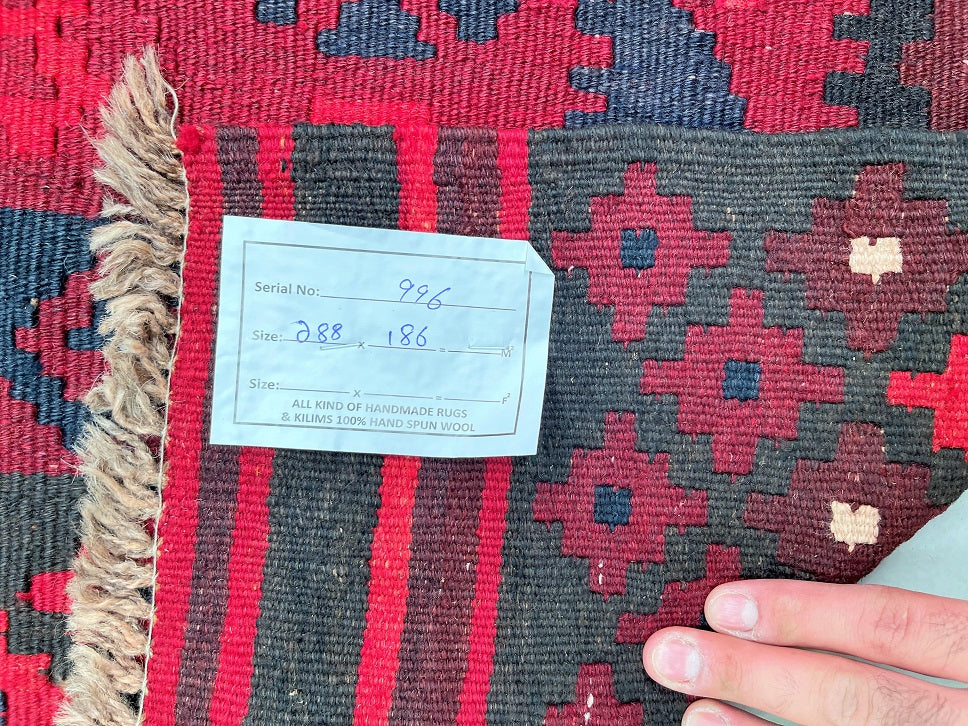 Serial No: 996
Size: 288 x 186 = M²
Size: x = F²
ALL KIND OF HANDMADE RUGS
& KILIMS 100% HAND SPUN WOOL